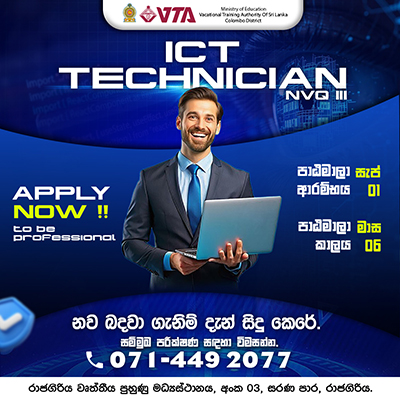 VTA
Ministry of Education
Vocational Training Authority Of Sri Lanka
Colombo District
ICT
TECHNICIAN
NVQ III
පාඨමාලා සැප්
ආරම්භය 01
APPLY
NOW !!
to be
professional
පාඨමාලා මාස
කාලය 06
නව බඳවා ගැනිම් දැන් සිදු කෙරේ.
සම්මුඛ පරීක්ෂණ සඳහා විමසන්න.
071-449 2077
රාජගිරිය වෘත්තීය පුහුණු මධ්‍යස්ථානය, අංක 03, සරණ පාර, රාජගිරිය.